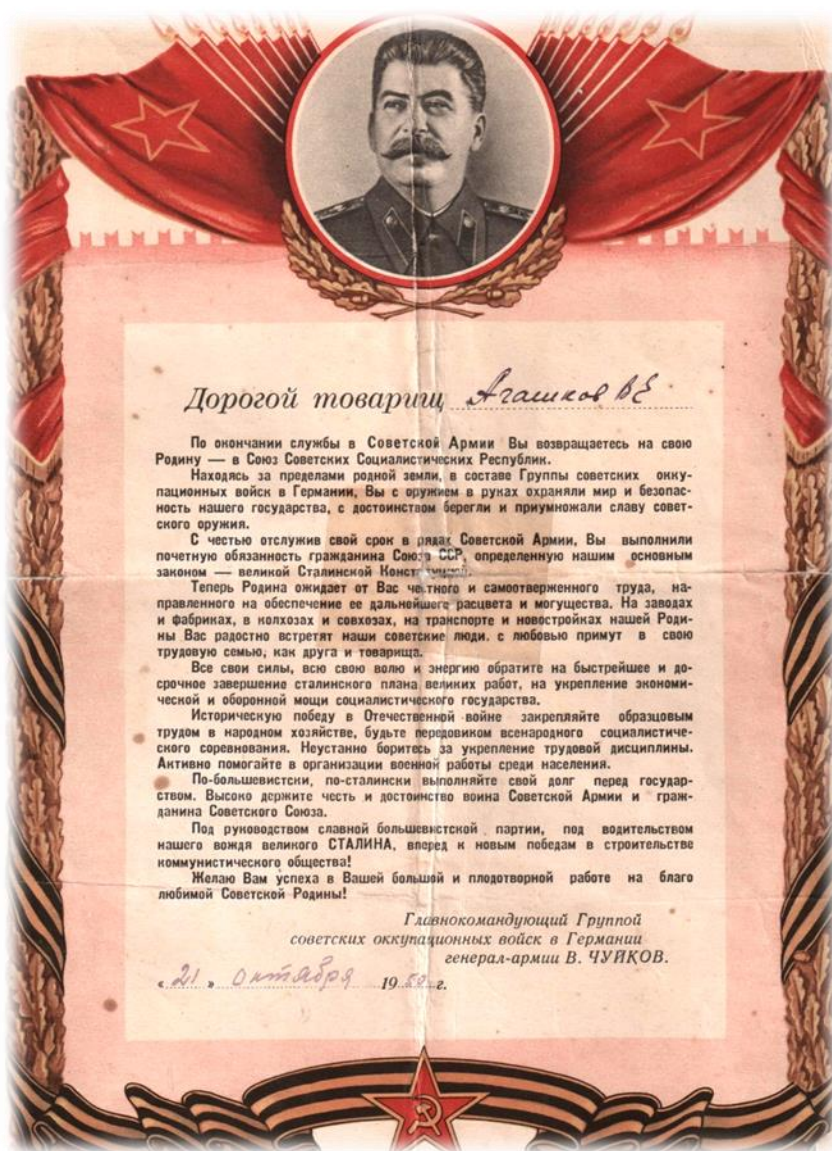 Дорогой товарищ Агашков В Е
По окончании службы в Советской Армии Вы возвращаетесь на свою
Родину — в Союз Советских Социалистических Республик.
Находясь за пределами родной земли, в составе Группы советских окку-
пационных войск в Германии, Вы с оружием в руках охраняли мир и безопас-
ность нашего государства, с достоинством берегли и приумножали славу совет-
ского оружия.
С честью отслужив свой срок в рядах Советской Армии, Вы выполнили
почетную обязанность гражданина Союза ССР, определенную нашим основным
законом — великой Сталинской Конституцией.
Теперь Родина ожидает от Вас честного и самоотверженного труда, на-
правленного на обеспечение ее дальнейшего расцвета и могущества. На заводах
и фабриках, в колхозах и совхозах, на транспорте и новостройках нашей Роди-
ны Вас радостно встретят наши советские люди. с любовью примут в свою
трудовую семью, как друга и товарища.
Все свои силы, всю свою волю и энергию обратите на быстрейшее и до-
срочное завершение сталинского плана великих работ, на укрепление экономи-
ческой и оборонной мощи социалистического государства.
Историческую победу в Отечественной войне закрепляйте образцовым
трудом в народном хозяйстве, будьте передовиком всенародного социалистиче-
ского соревнования. Неустанно боритесь за укрепление трудовой дисциплины.
Активно помогайте в организации военной работы среди населения.
По-большевистски, по-сталински выполняйте свой долг перед государ-
ством. Высоко держите честь и достоинство воина Советской Армии и граж-
данина Советского Союза.
Под руководством славной большевистской партии, под водительством
нашего вождя великого СТАЛИНА, вперед к новым победам в строительстве
коммунистического общества!
Желаю Вам успеха в Вашей большой и плодотворной работе на благо
любимой Советской Родины!
Главнокомандующий Группой
советских оккупационных войск в Германии
генерал-армии В. ЧУЙКОВ.
« 21 » октября 1950 г.